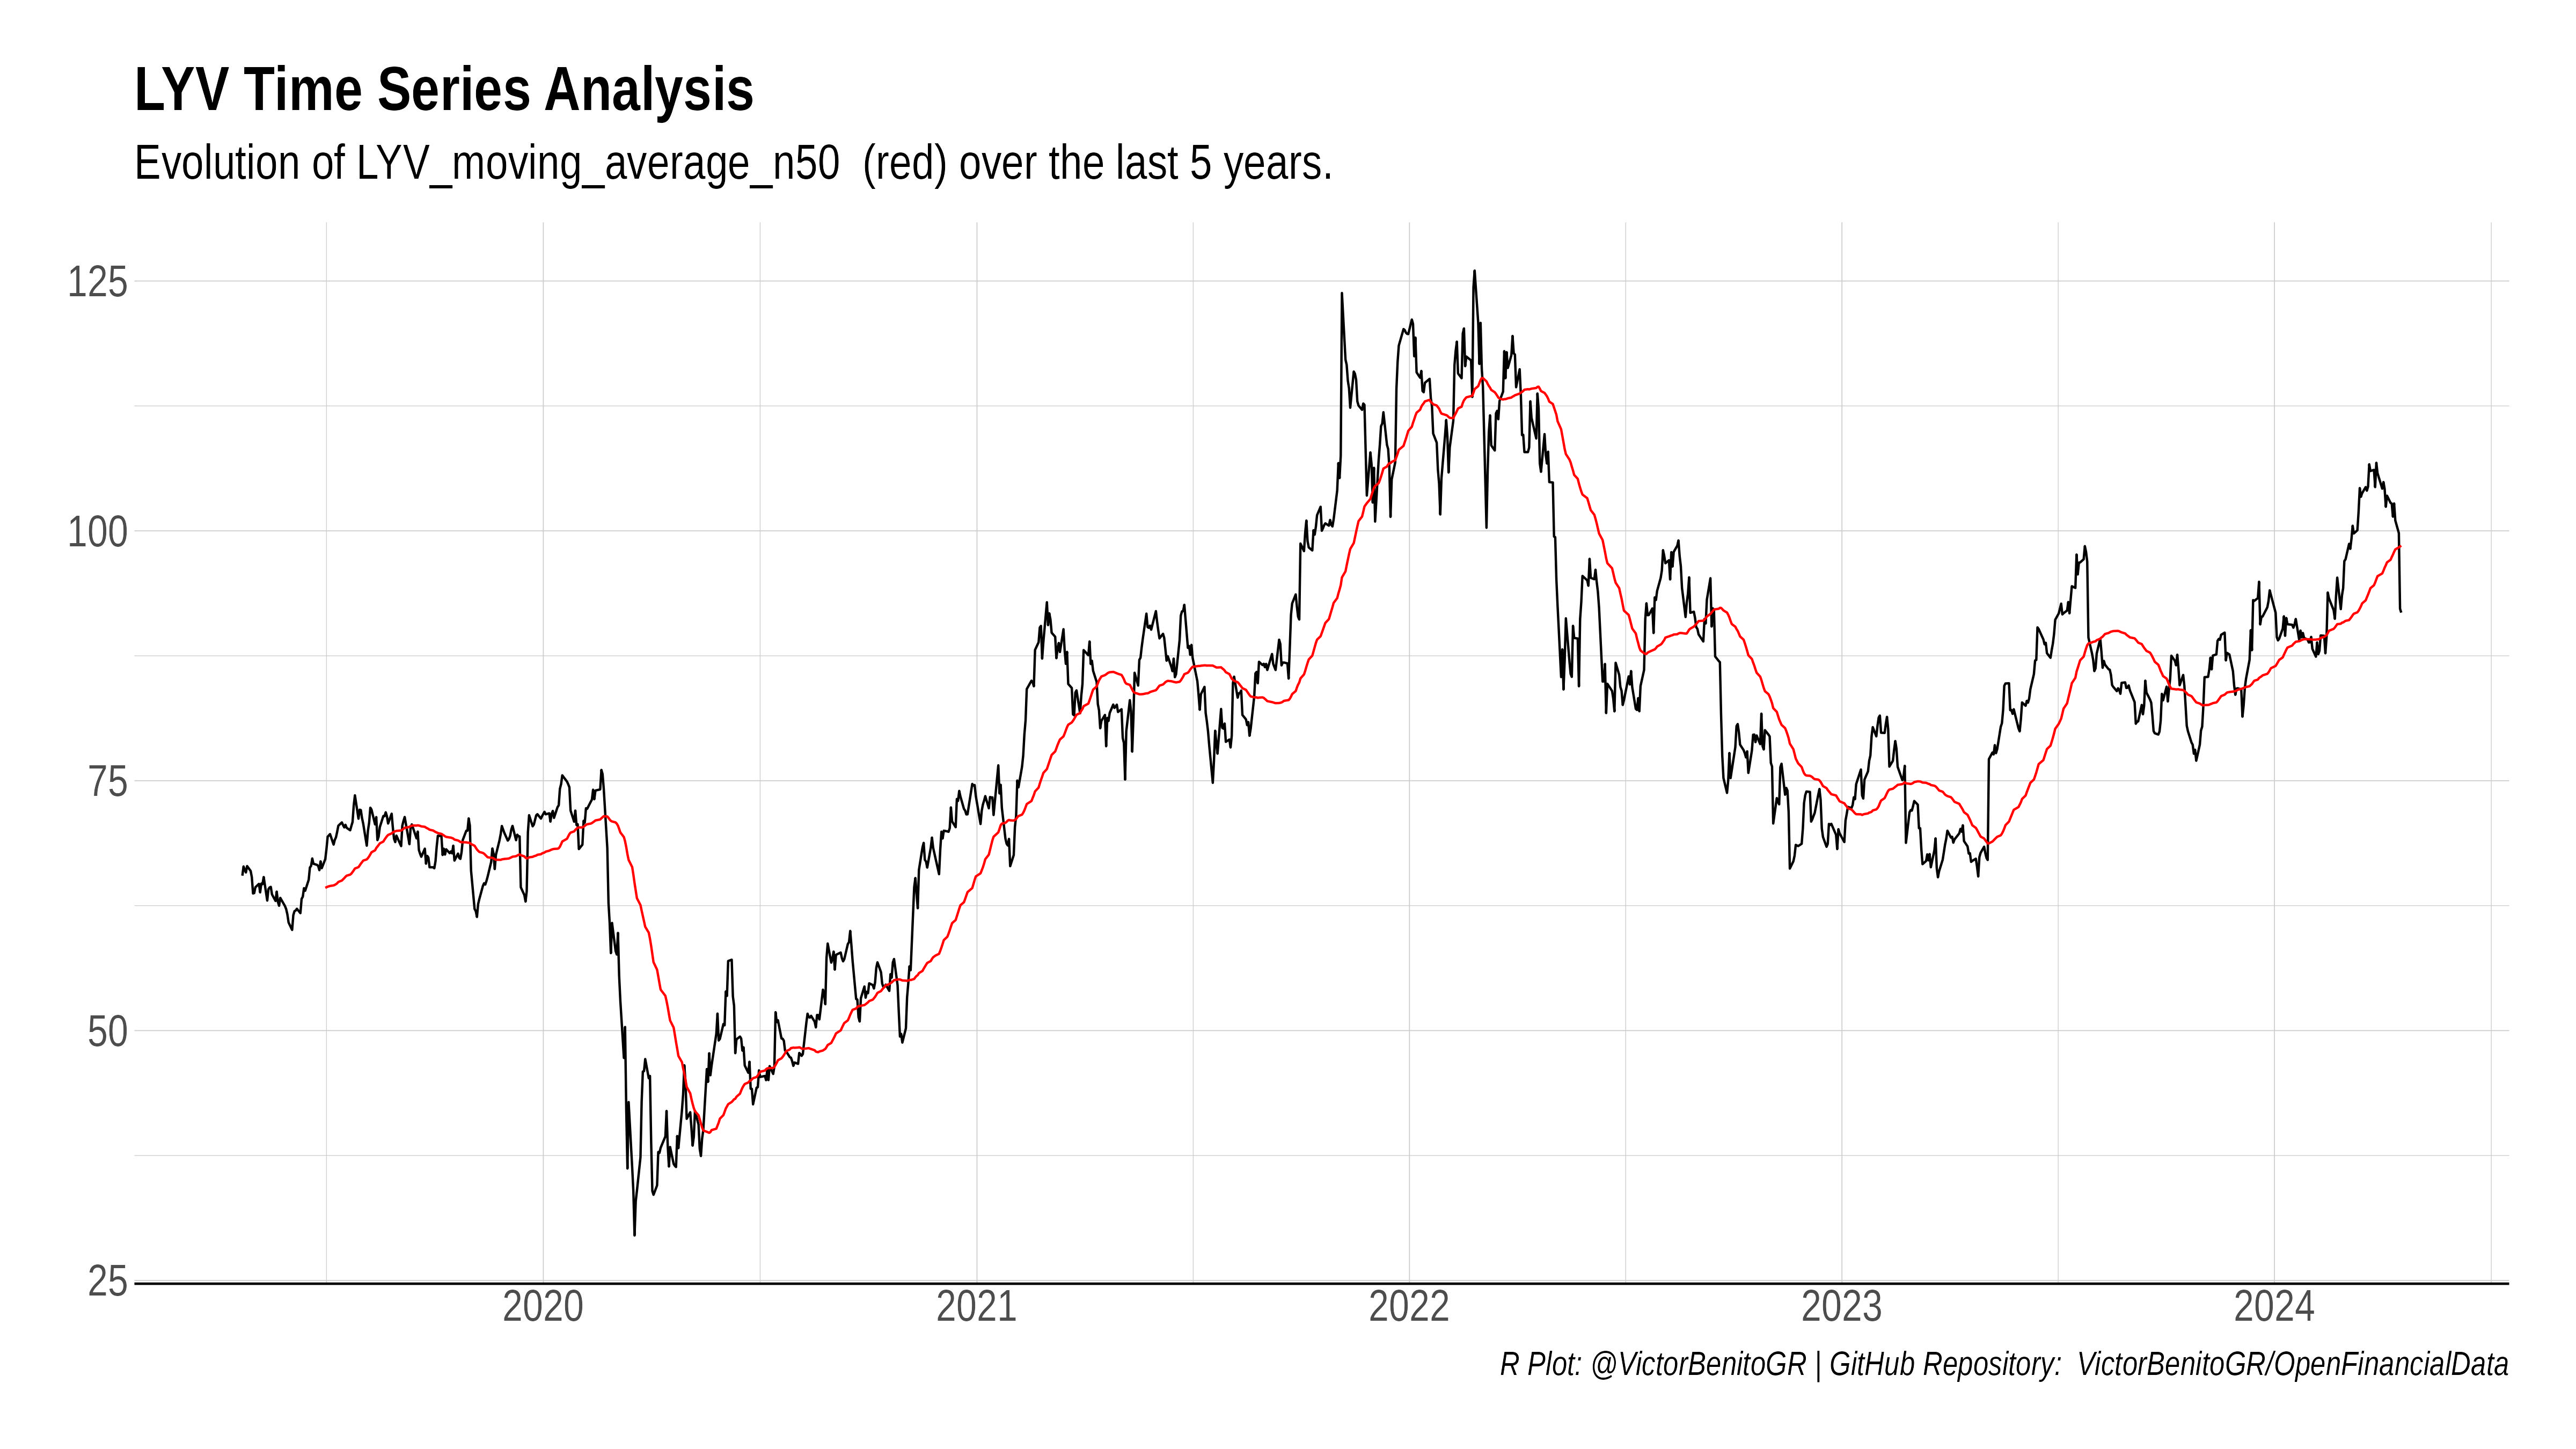 LYV Time Series Analysis
Evolution of LYV_moving_average_n50  (red) over the last 5 years.
125
100
75
50
25
2020 2021 2022 2023 2024
R Plot: @VictorBenitoGR | GitHub Repository:  VictorBenitoGR/OpenFinancialData